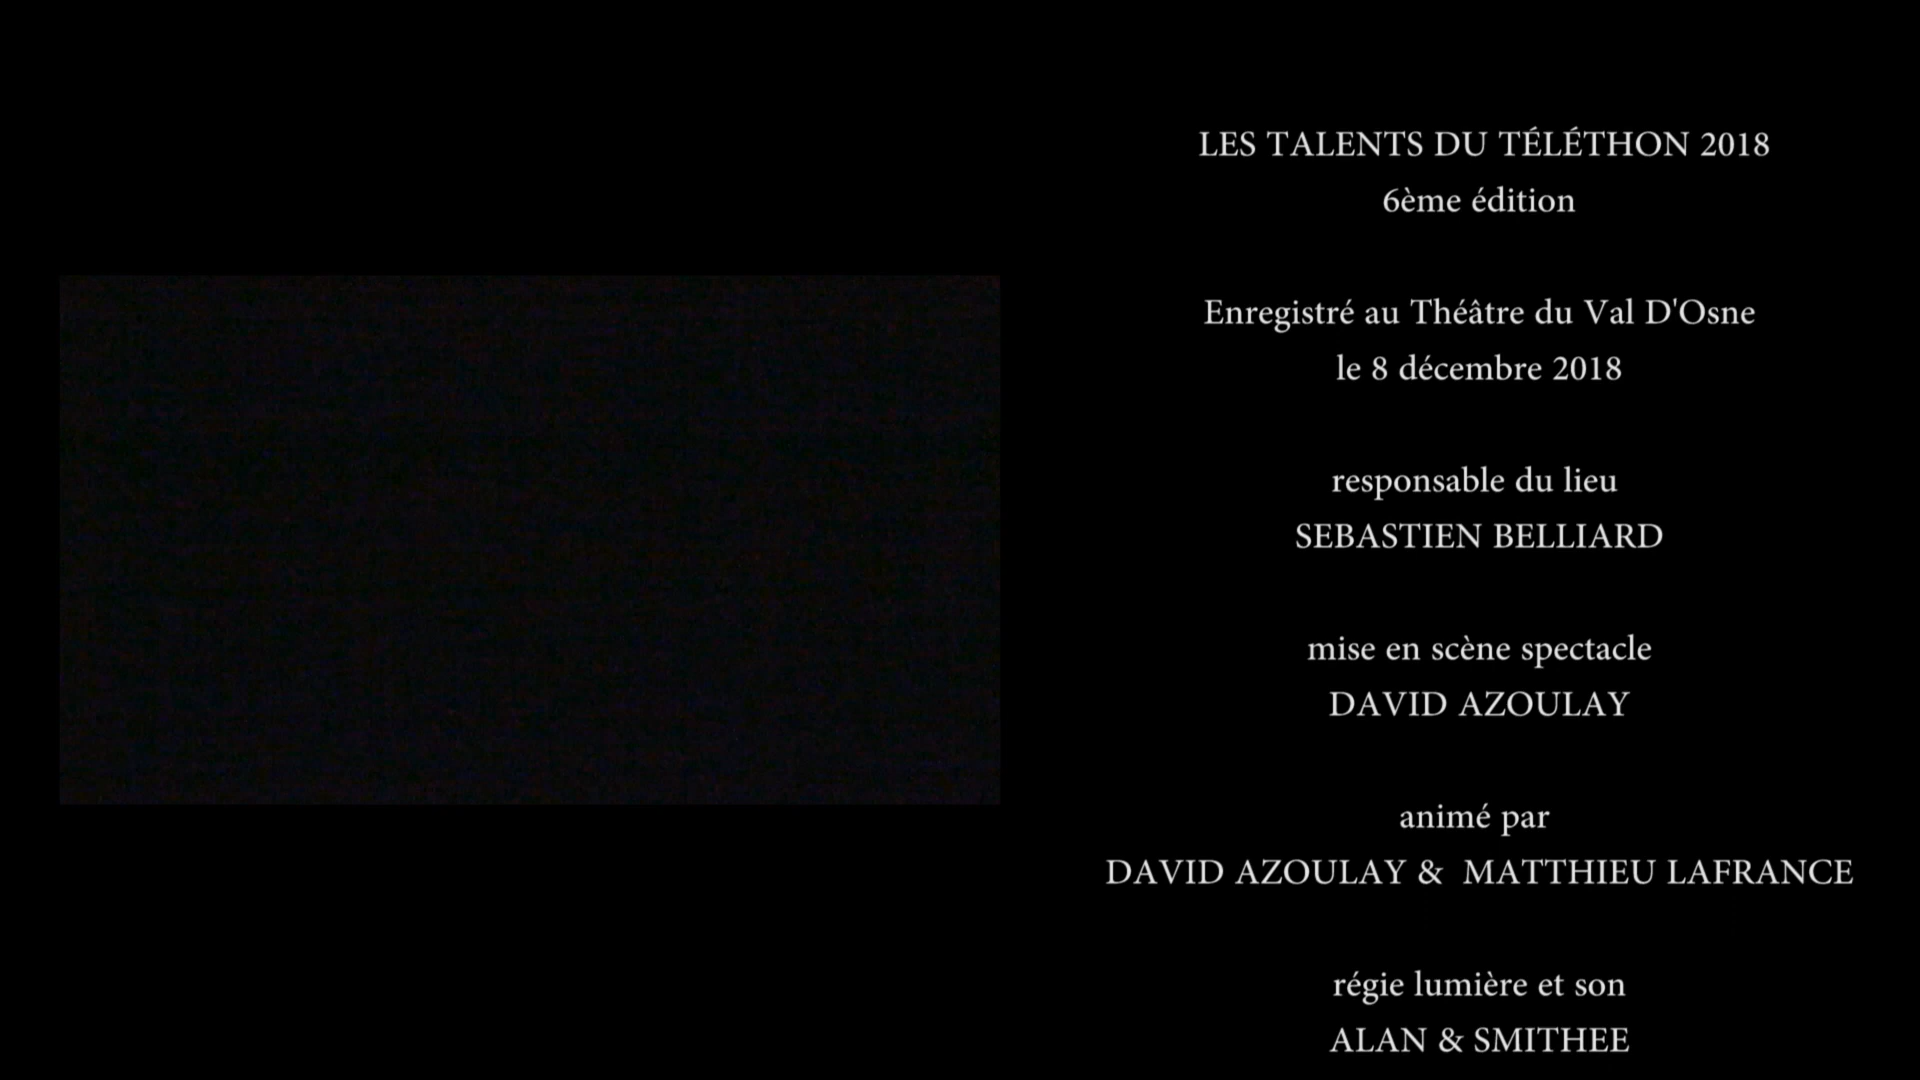 LES TALENTS DU TÉLÉTHON 2018
6ème édition
Enregistré au Théâtre du Val D'Osne
le 8 décembre 2018
responsable du lieu
SEBASTIEN BELLIARD
mise en scène spectacle
DAVID AZOULAY
animé par
DAVID AZOULAY & MATTHIEU LAFRANCE
régie lumière et son
ALAN & SMITHEE